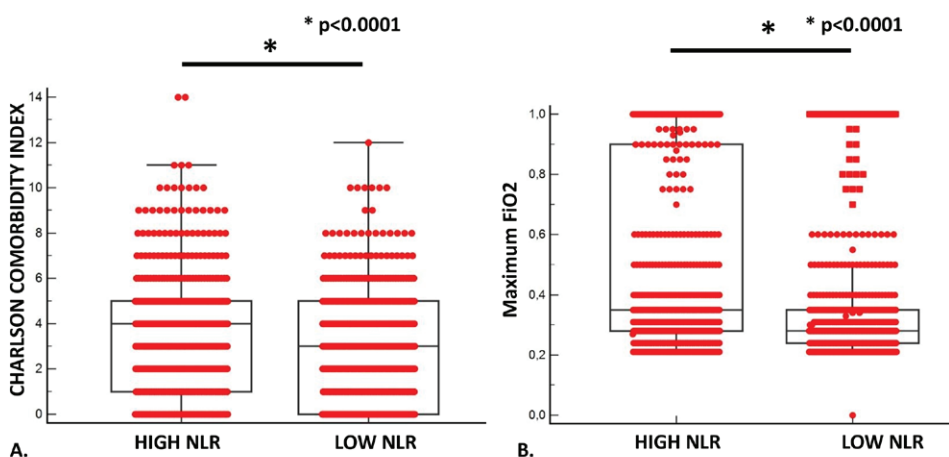 * p<0.0001
*
CHARLSON COMORBIDITY INDEX
14
12
10
8
6
4
2
0
HIGH NLR
LOW NLR
A.
* p<0.0001
*
Maximum FiO2
1,0
0,8
0,6
0,4
0,2
0,0
HIGH NLR
LOW NLR
B.